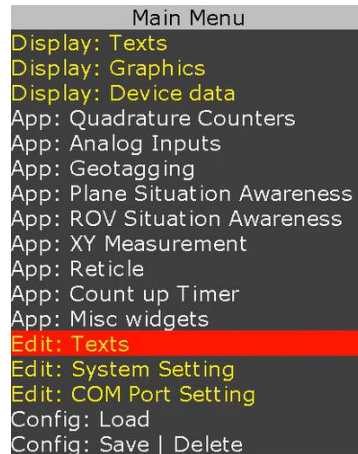 Main Menu
Display: Texts
Display: Graphics
Display: Device data
App: Quadrature Counters
App: Analog Inputs
App: Geotagging
App: Plane Situation Awareness
App: ROV Situation Awareness
App: XY Measurement
App: Reticle
App: Count up Timer
App: Misc widgets
Edit: Texts
Edit: System Setting
Edit: COM Port Setting
Config: Load
Config: Save | Delete